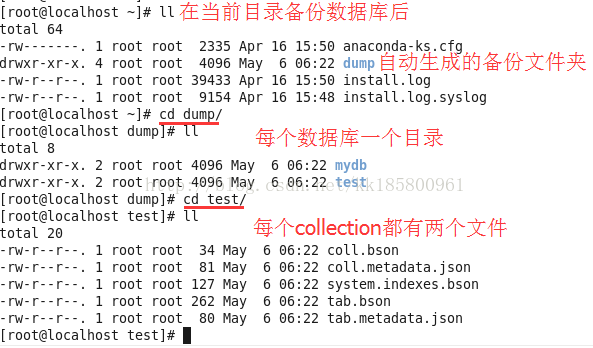 [root@localhost ~]# ll 在当前目录备份数据库后
total 64
-rw-------. 1 root root  2335 Apr 16 15:50 anaconda-ks.cfg
drwxr-xr-x. 4 root root  4096 May  6 06:22 dump 自动生成的备份文件夹
-rw-r--r--. 1 root root 39433 Apr 16 15:50 install.log
-rw-r--r--. 1 root root  9154 Apr 16 15:48 install.log.syslog
[root@localhost ~]# cd dump/
[root@localhost dump]# ll 每个数据库一个目录
total 8
drwxr-xr-x. 2 root root 4096 May  6 06:22 mydb
drwxr-xr-x. 2 root root 4096 May  6 06:22 test
http://blog.csdn.net/kk185800961
[root@localhost dump]# cd test/
[root@localhost test]# ll 每个collection都有两个文件
total 20
-rw-r--r--. 1 root root  34 May  6 06:22 coll.bson
-rw-r--r--. 1 root root  81 May  6 06:22 coll.metadata.json
-rw-r--r--. 1 root root 127 May  6 06:22 system.indexes.bson
-rw-r--r--. 1 root root 262 May  6 06:22 tab.bson
-rw-r--r--. 1 root root  80 May  6 06:22 tab.metadata.json
[root@localhost test]#